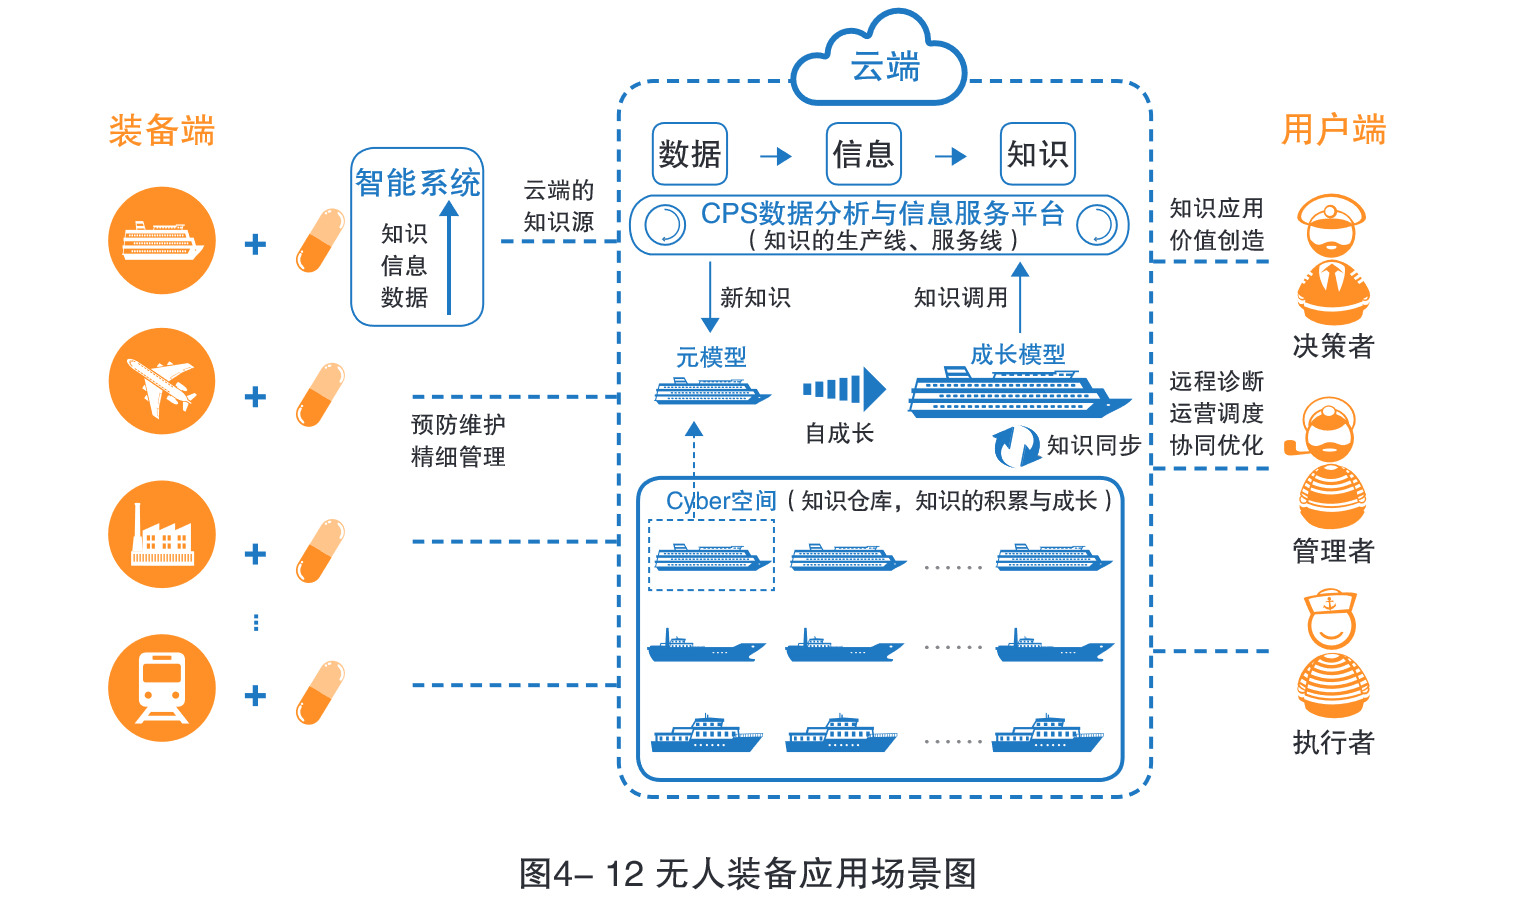 云端
装备端
用户端
数据
信息
知识
智能系统
知识
信息
数据
云端的
知识源
CPS数据分析与信息服务平台
（知识的生产线、服务线）
知识应用
价值创造
新知识
知识调用
决策者
元模型
成长模型
自成长
知识同步
预防维护
精细管理
远程诊断
运营调度
协同优化
Cyber空间（知识仓库，知识的积累与成长）
......
管理者
......
......
执行者
图4– 12 无人装备应用场景图